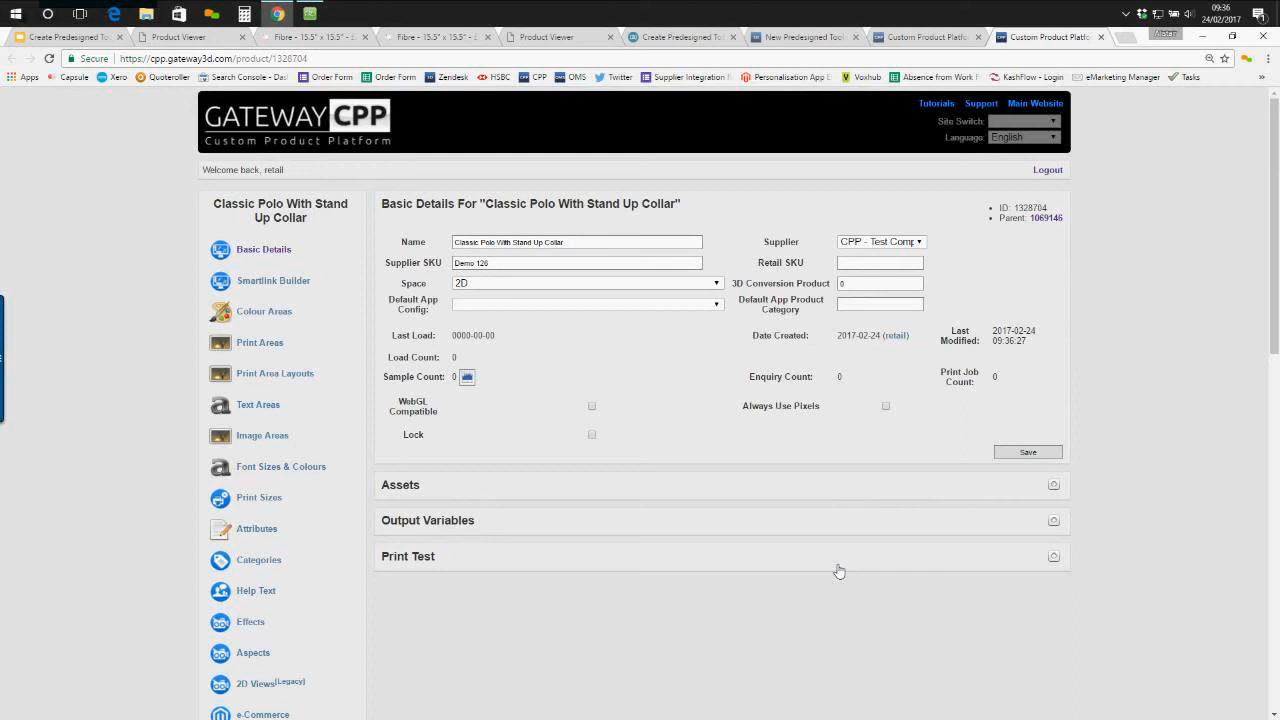 09:36
24/02/2017
Create Predesigned To
Product Viewer
Fibre - 15.5" x 15.5" - £
Fibre - 15.5" x 15.5" - £
Product Viewer
Create Predesigned Tem
New Predesigned Templ
Custom Product Platfo
Custom Product Platfo
Alistair
Secure https://cpp.gateway3d.com/product/1328704
Apps Capsule Xero Quoteroller Search Console - Dash Order Form Order Form Zendesk HSBC CPP OMS Twitter Supplier Integration Personalisation App E Voxhub Absence from Work F KashFlow - Login eMarketing Manager Tasks »
GATEWAY CPP
Custom Product Platform
Tutorials Support Main Website
Site Switch:
Language: English
Welcome back, retail
Logout
Classic Polo With Stand
Up Collar
Basic Details
Smartlink Builder
Colour Areas
Print Areas
Print Area Layouts
Text Areas
Image Areas
Font Sizes & Colours
Print Sizes
Attributes
Categories
Help Text
Effects
Aspects
2D Views[Legacy]
e-Commerce
Basic Details For "Classic Polo With Stand Up Collar"
ID: 1328704
Parent: 1069146
Name Classic Polo With Stand Up Collar Supplier CPP - Test Comp
Supplier SKU Demo 126 Retail SKU
Space 2D 3D Conversion Product 0
Default App
Config:
Default App Product
Category
Last Load: 0000-00-00 Date Created: 2017-02-24 (retail)
Last
Modified:
2017-02-24
09:36:27
Load Count: 0
Sample Count: 0 Enquiry Count: 0
Print Job
Count:
0
WebGL
Compatible
Always Use Pixels
Lock
Save
Assets
Output Variables
Print Test